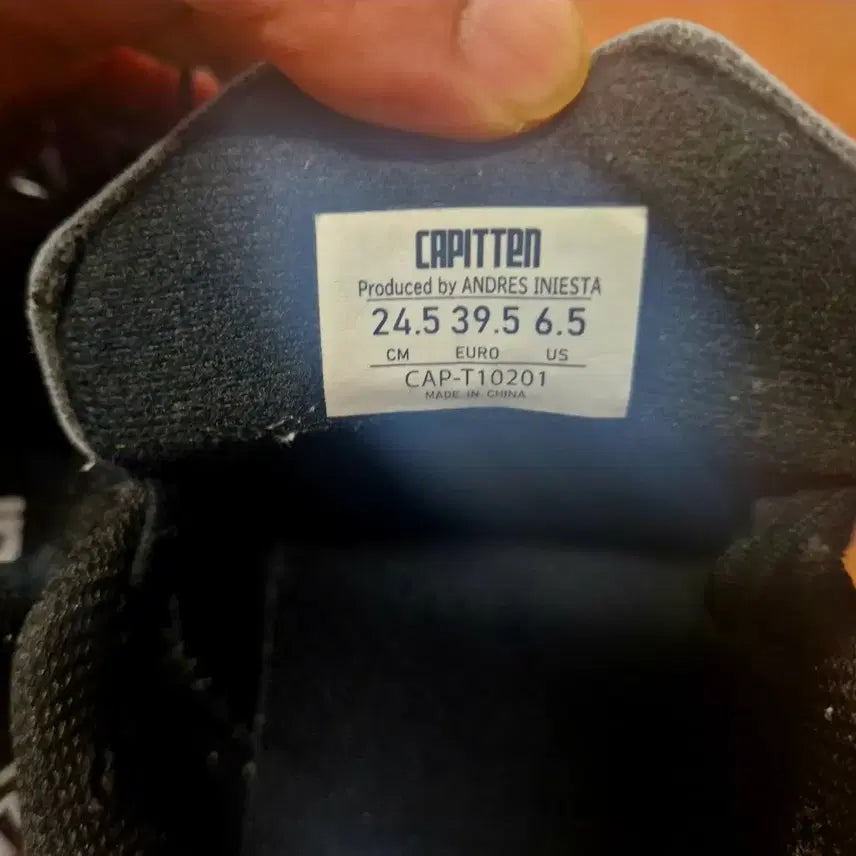 CAPITTEN
Produced by ANDRES INIESTA
24.5 39.5 6.5
CM EURO US
CAP-T10201
MADE IN CHINA